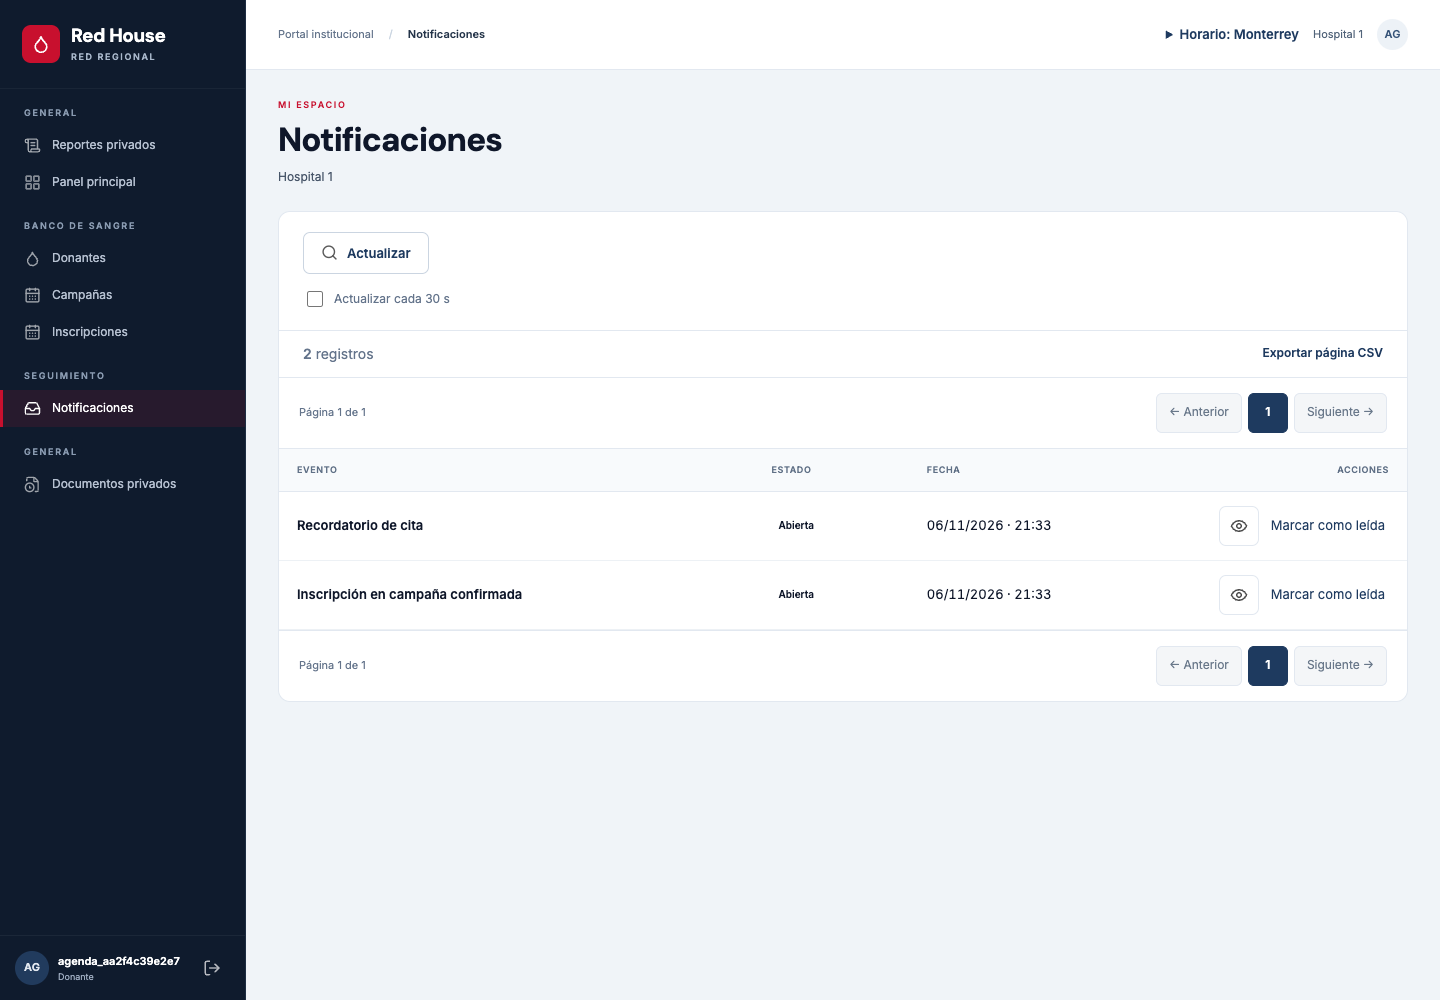 Red House
RED REGIONAL
GENERAL
Reportes privados
Panel principal
BANCO DE SANGRE
Donantes
Campañas
Inscripciones
SEGUIMIENTO
Notificaciones
GENERAL
Documentos privados
AG
agenda_aa2f4c39e2e7
Donante
Portal institucional / Notificaciones
Horario: Monterrey
Hospital 1
AG
MI ESPACIO
Notificaciones
Hospital 1
Actualizar
Actualizar cada 30 s
2 registros
Exportar página CSV
Página 1 de 1
← Anterior
1
Siguiente →
EVENTO ESTADO FECHA ACCIONES
Recordatorio de cita Abierta 06/11/2026 · 21:33 Marcar como leída
Inscripción en campaña confirmada Abierta 06/11/2026 · 21:33 Marcar como leída
Página 1 de 1
← Anterior
1
Siguiente →